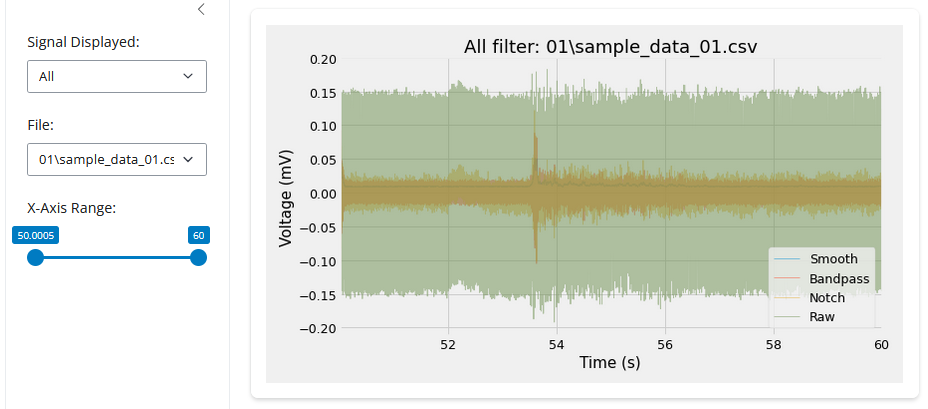 Signal Displayed:
All
File:
01\sample_data_01.cs
X-Axis Range:
50.0005
60
All filter: 01\sample_data_01.csv
Voltage (mV)
0.20
0.15
0.10
0.05
0.00
−0.05
−0.10
−0.15
−0.20
Smooth
Bandpass
Notch
Raw
52
54
56
58
60
Time (s)